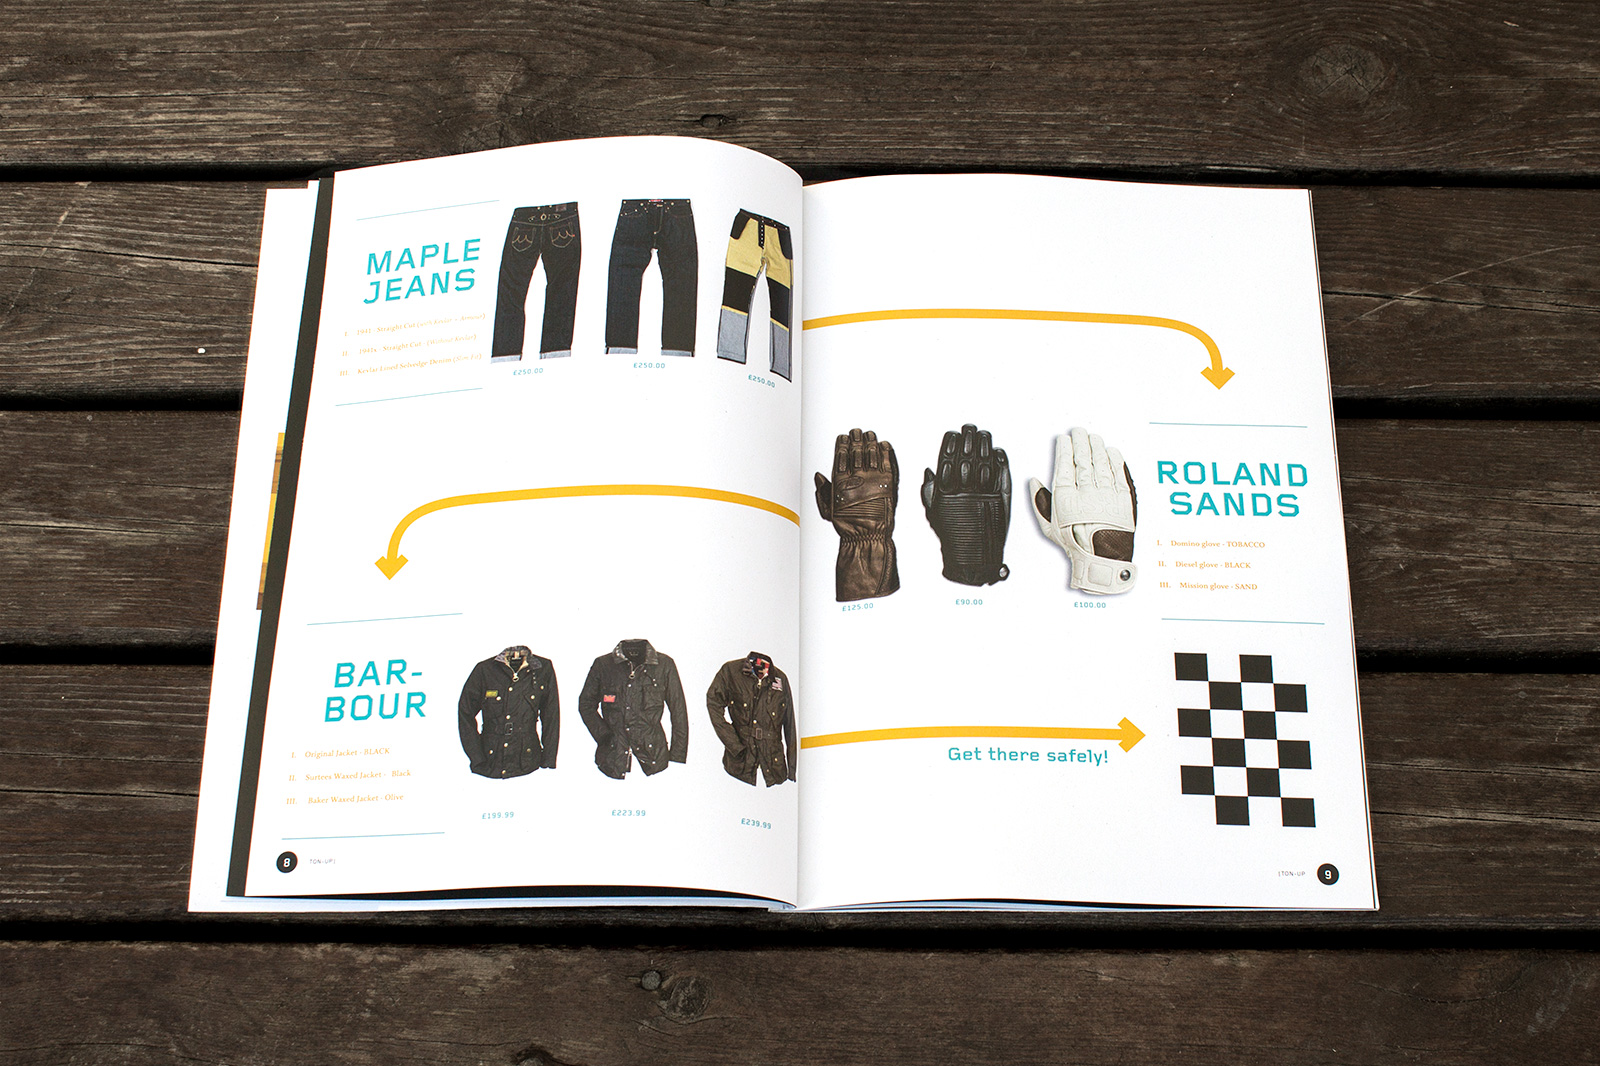 MAPLE
JEANS
I. 1941 - Straight Cut (with Kevlar - Armour)
II. 1941x - Straight Cut - (Without Kevlar)
III. Kevlar Lined Selvedge Denim (Slim Fit)
£250.00
£250.00
£250.00
ROLAND
SANDS
I. Domino glove - TOBACCO
II. Diesel glove - BLACK
III. Mission glove - SAND
£125.00
£90.00
£100.00
BAR-
BOUR
I. Original Jacket - BLACK
II. Surtees Waxed Jacket - Black
III. Baker Waxed Jacket - Olive
£199.99
£223.99
£239.99
Get there safely!
8 TON-UP|
|TON-UP 9